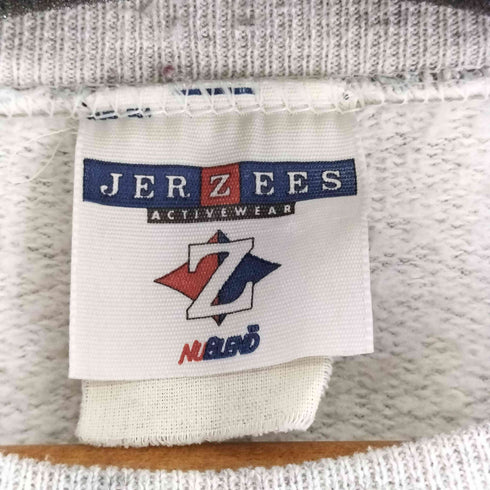 JERZEES
ACTIVEWEAR
Z
NUBLEND